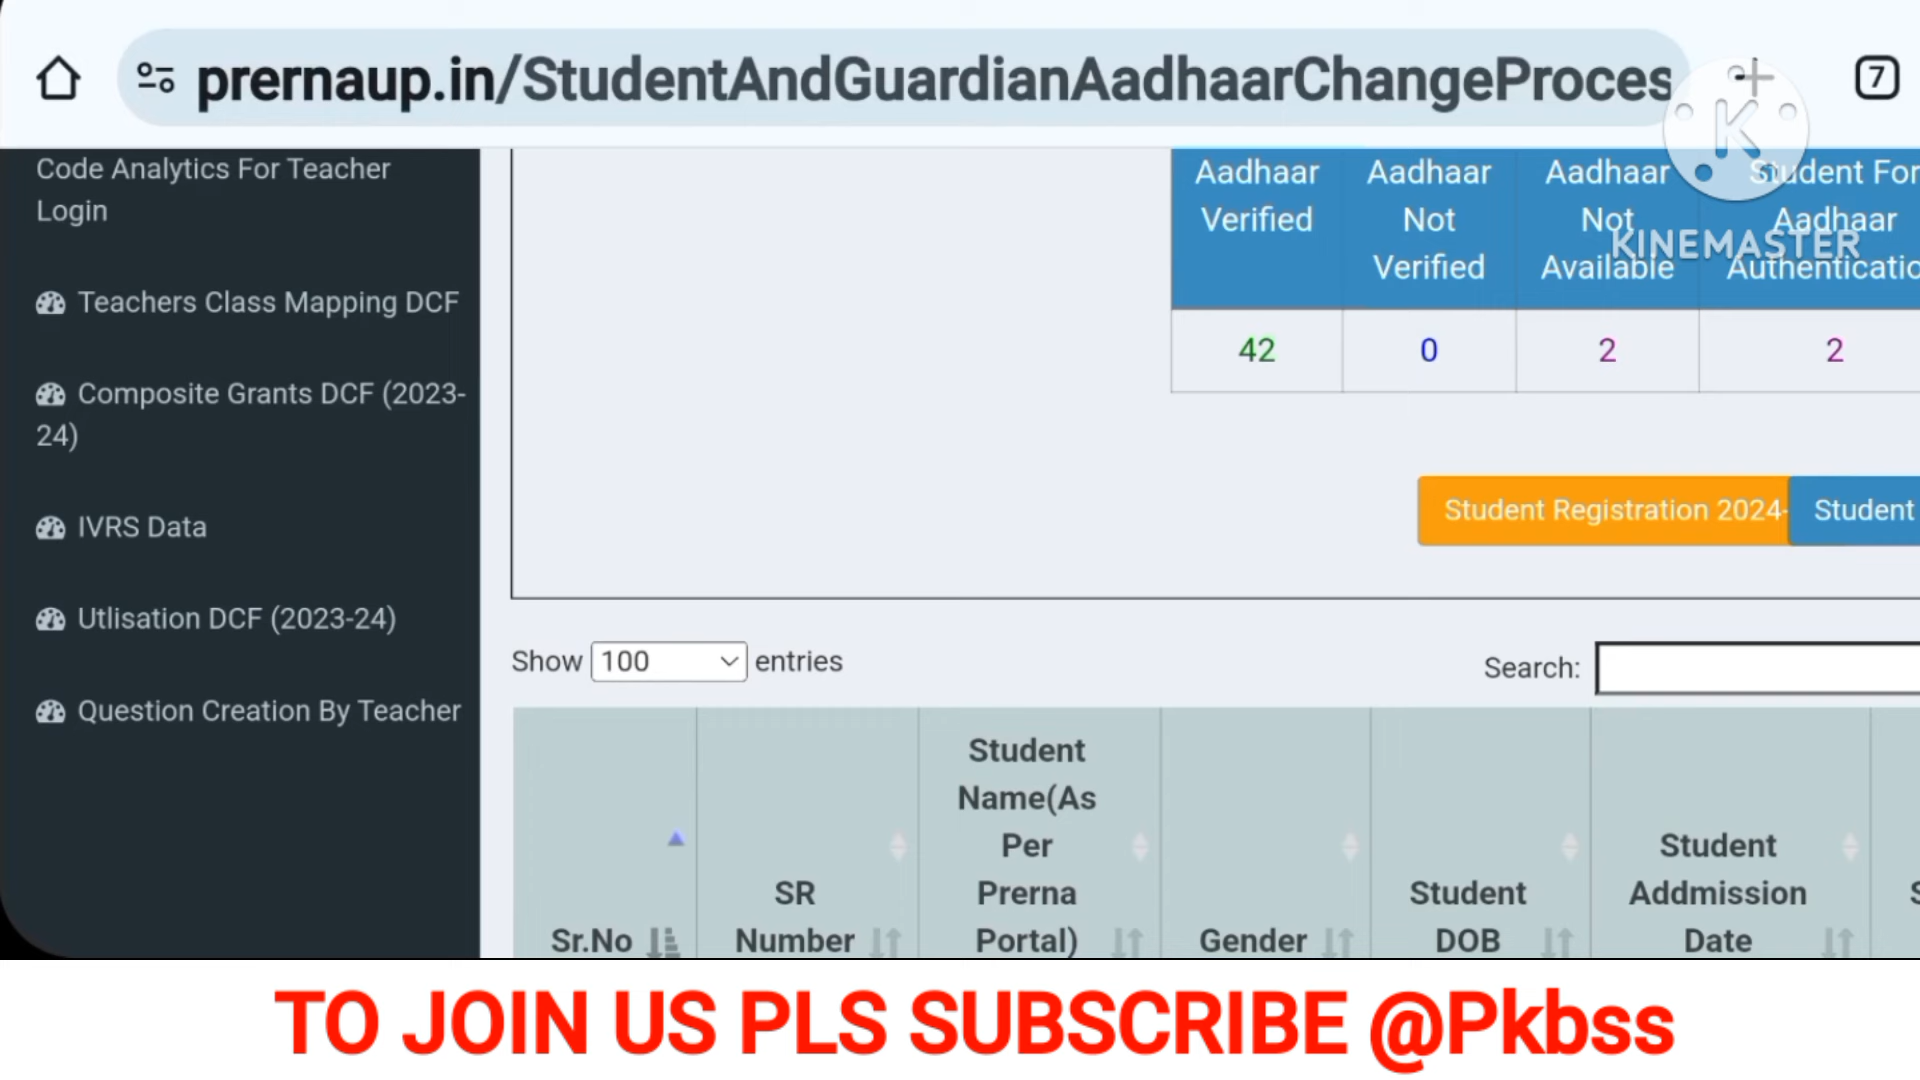 prernaup.in/StudentAndGuardianAadhaarChangeProces
7
K
KINEMASTER
Code Analytics For Teacher
Login
Teachers Class Mapping DCF
Composite Grants DCF (2023-
24)
IVRS Data
Utlisation DCF (2023-24)
Question Creation By Teacher
Aadhaar
Verified
Aadhaar
Not
Verified
Aadhaar
Not
Available
Student For
Aadhaar
Authenticatio
42
0
2
2
Student Registration 2024-
Student
Show 100 entries
Search:
Sr.No
SR
Number
Student
Name(As
Per
Prerna
Portal)
Gender
Student
DOB
Student
Addmission
Date
S
TO JOIN US PLS SUBSCRIBE @Pkbss